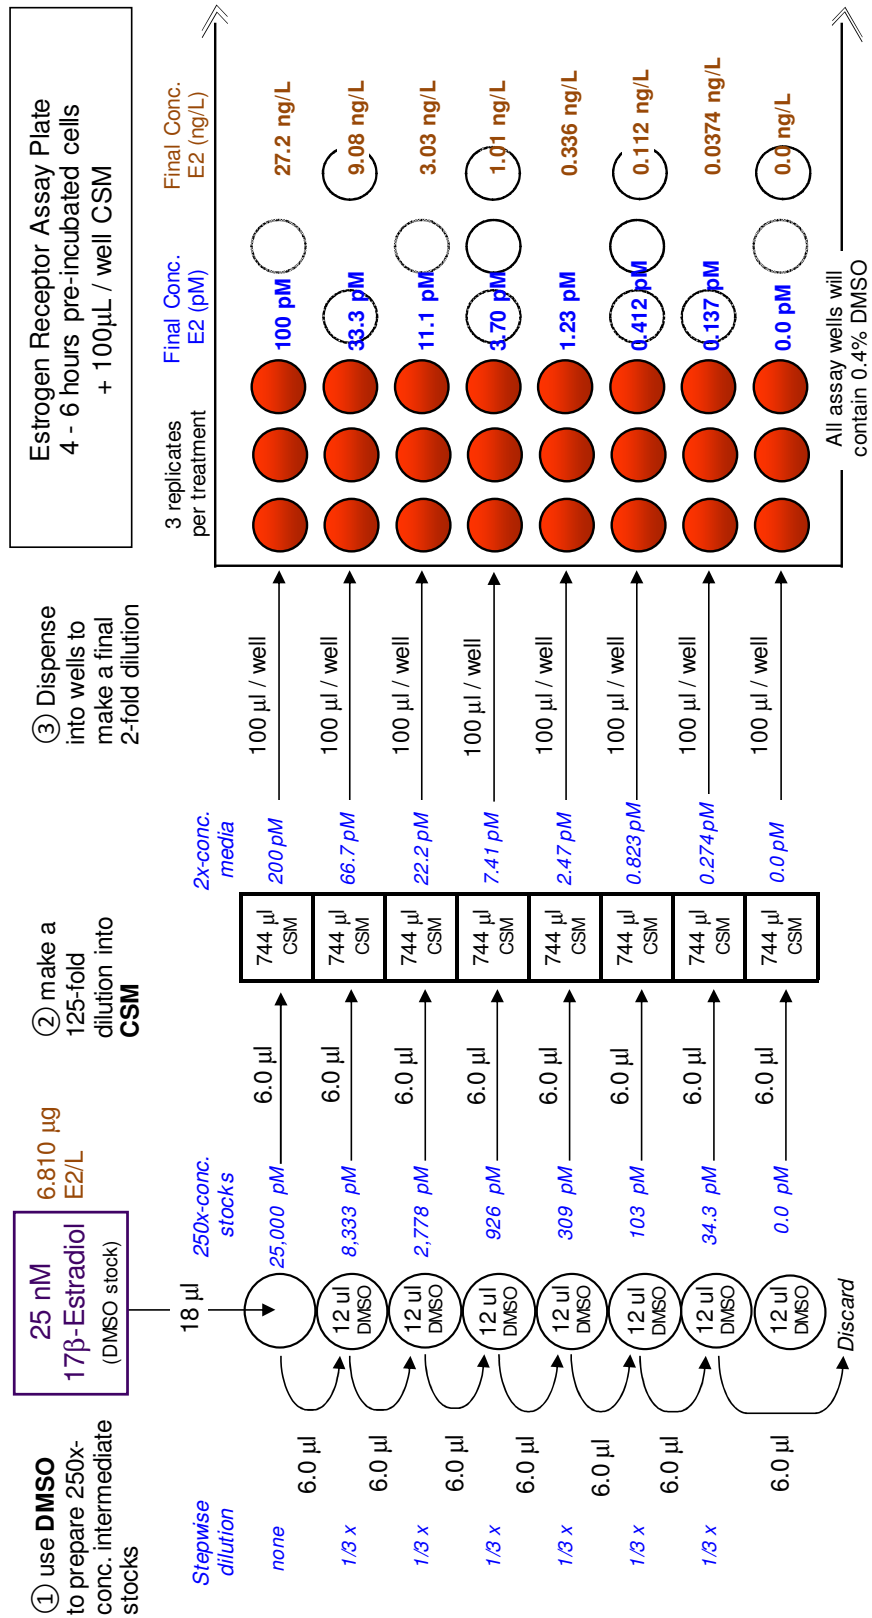 ① use DMSO
to prepare 250x-
conc. intermediate
stocks
25 nM
17β-Estradiol
(DMSO stock)
6.810 µg
E2/L
② make a
125-fold
dilution into
CSM
③ Dispense
into wells to
make a final
2-fold dilution
Estrogen Receptor Assay Plate
4 - 6 hours pre-incubated cells
+ 100µL / well CSM
Stepwise
dilution
18 µl
250x-conc.
stocks
2x-conc.
media
3 replicates
per treatment
Final Conc.
E2 (pM)
Final Conc.
E2 (ng/L)
none
25,000 pM
6.0 µl
744 µl
CSM
200 pM
100 µl / well
100 pM
27.2 ng/L
6.0 µl
1/3 x
12 ul
DMSO
8,333 pM
6.0 µl
744 µl
CSM
66.7 pM
100 µl / well
33.3 pM
9.08 ng/L
6.0 µl
1/3 x
12 ul
DMSO
2,778 pM
6.0 µl
744 µl
CSM
22.2 pM
100 µl / well
11.1 pM
3.03 ng/L
6.0 µl
1/3 x
12 ul
DMSO
926 pM
6.0 µl
744 µl
CSM
7.41 pM
100 µl / well
3.70 pM
1.01 ng/L
6.0 µl
1/3 x
12 ul
DMSO
309 pM
6.0 µl
744 µl
CSM
2.47 pM
100 µl / well
1.23 pM
0.336 ng/L
6.0 µl
1/3 x
12 ul
DMSO
103 pM
6.0 µl
744 µl
CSM
0.823 pM
100 µl / well
0.412 pM
0.112 ng/L
6.0 µl
1/3 x
12 ul
DMSO
34.3 pM
6.0 µl
744 µl
CSM
0.274 pM
100 µl / well
0.137 pM
0.0374 ng/L
6.0 µl
12 ul
DMSO
0.0 pM
6.0 µl
744 µl
CSM
0.0 pM
100 µl / well
0.0 pM
0.0 ng/L
Discard
All assay wells will
contain 0.4% DMSO